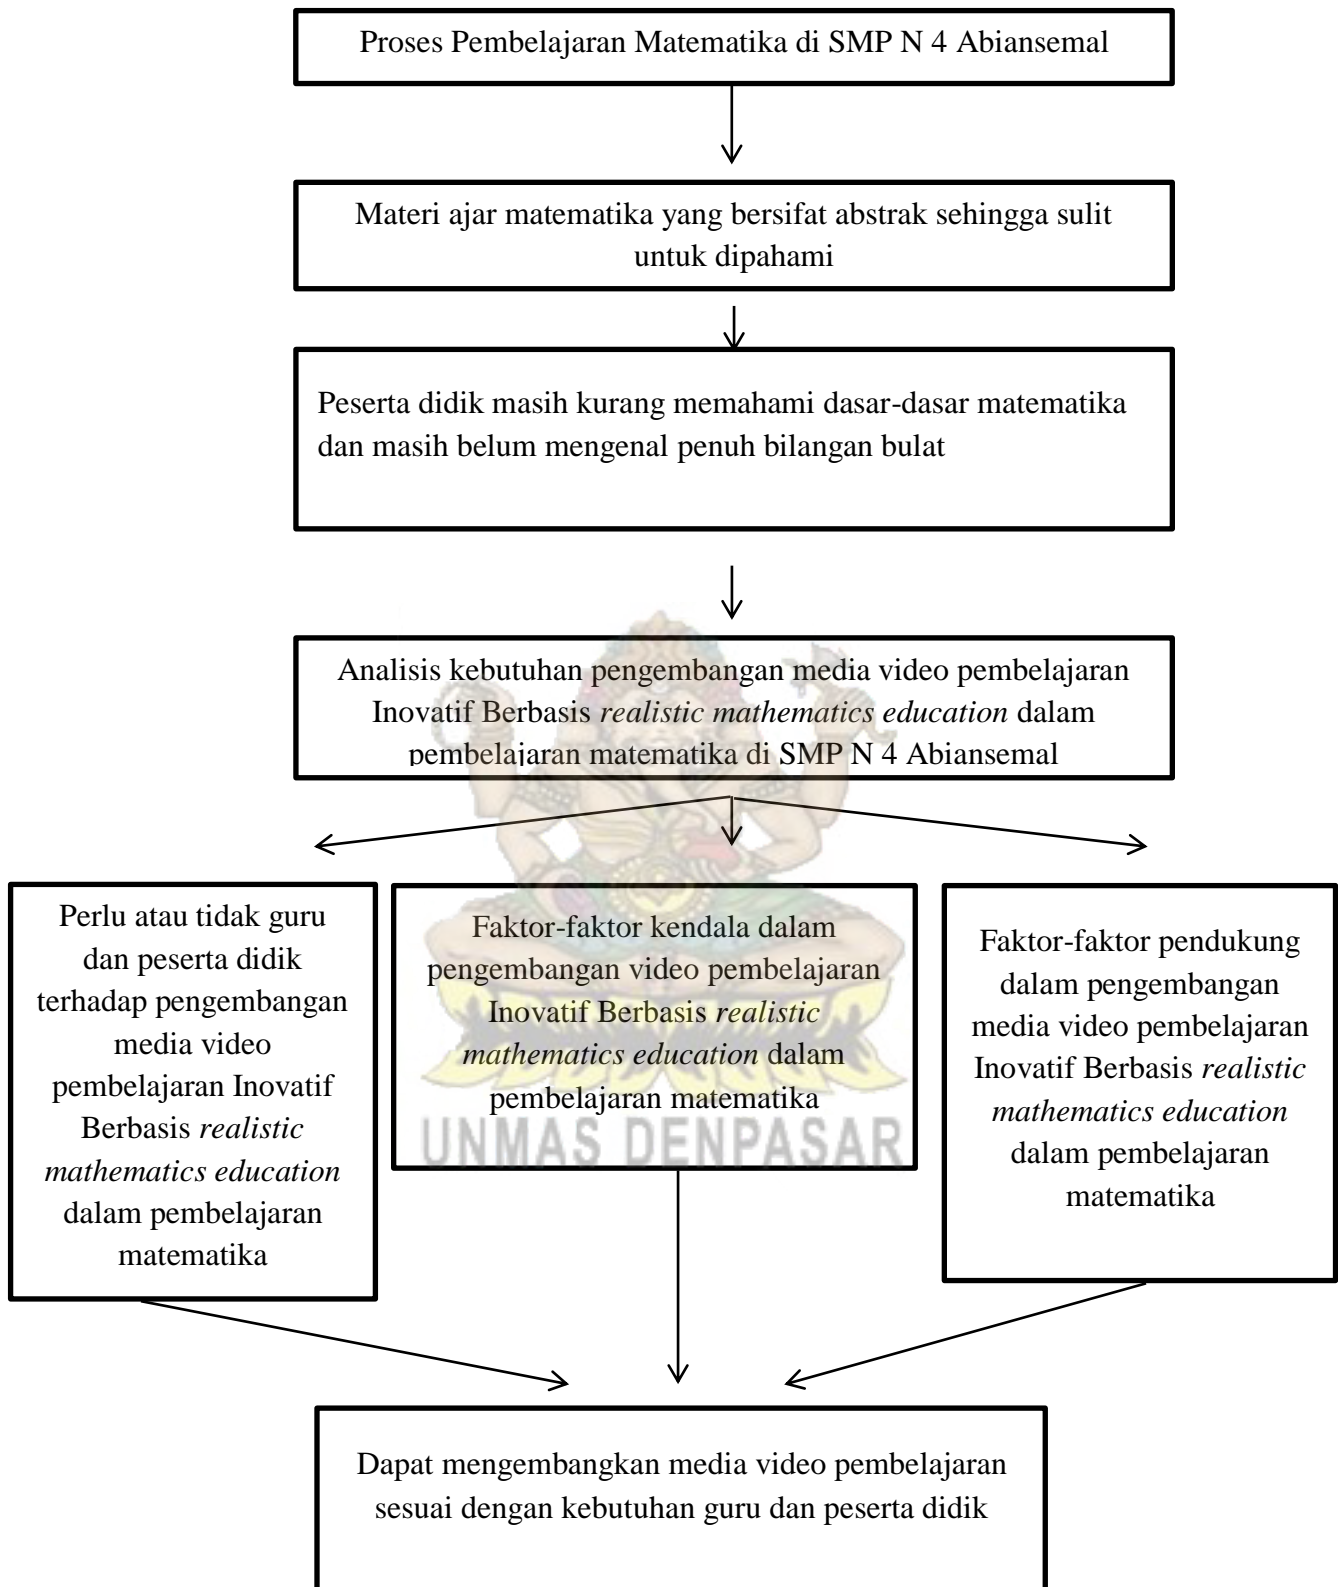 Proses Pembelajaran Matematika di SMP N 4 Abiansemal
Materi ajar matematika yang bersifat abstrak sehingga sulit
untuk dipahami
Peserta didik masih kurang memahami dasar-dasar matematika
dan masih belum mengenal penuh bilangan bulat
Analisis kebutuhan pengembangan media video pembelajaran
Inovatif Berbasis realistic mathematics education dalam
pembelajaran matematika di SMP N 4 Abiansemal
Perlu atau tidak guru
dan peserta didik
terhadap pengembangan
media video
pembelajaran Inovatif
Berbasis realistic
mathematics education
dalam pembelajaran
matematika
Faktor-faktor kendala dalam
pengembangan video pembelajaran
Inovatif Berbasis realistic
mathematics education dalam
pembelajaran matematika
UNMAS DENPASAR
Faktor-faktor pendukung
dalam pengembangan
media video pembelajaran
Inovatif Berbasis realistic
mathematics education
dalam pembelajaran
matematika
Dapat mengembangkan media video pembelajaran
sesuai dengan kebutuhan guru dan peserta didik